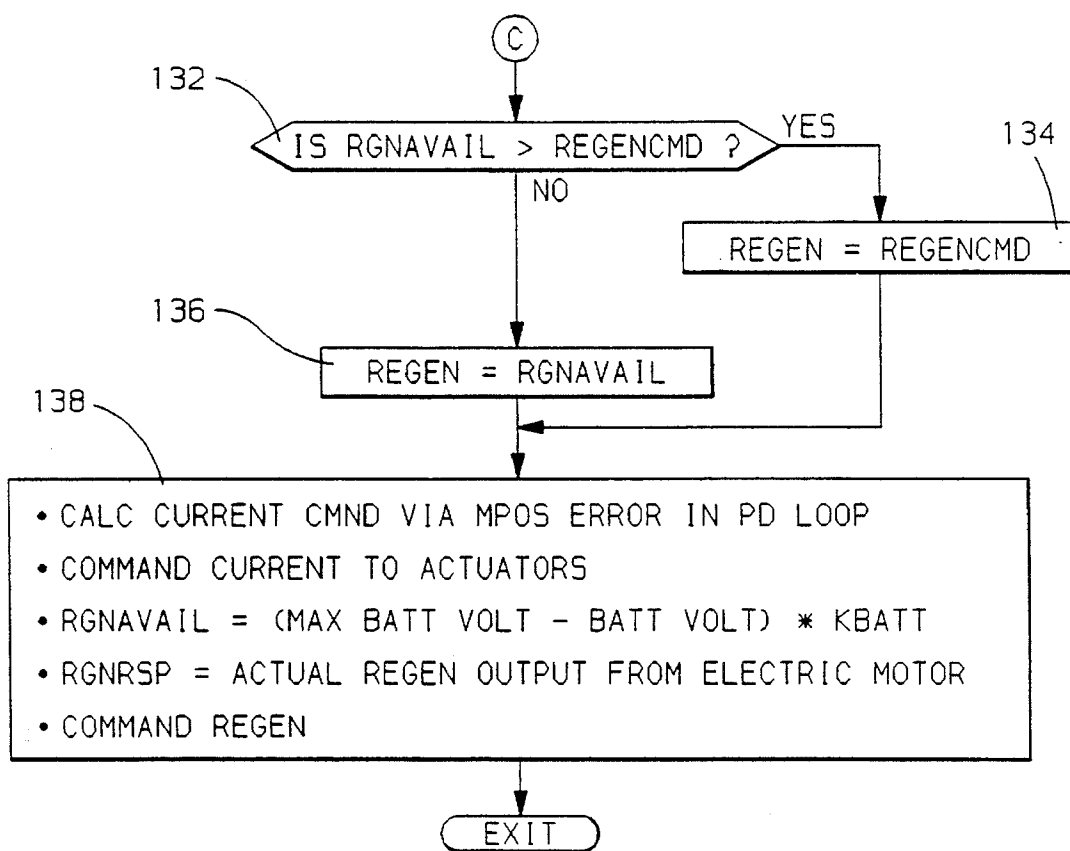 C
132
IS RGNAVAIL > REGENCMD ?
YES
134
NO
REGEN = REGENCMD
136
REGEN = RGNAVAIL
138
• CALC CURRENT CMND VIA MPOS ERROR IN PD LOOP
• COMMAND CURRENT TO ACTUATORS
• RGNAVAIL = (MAX BATT VOLT - BATT VOLT) * KBATT
• RGNRSP = ACTUAL REGEN OUTPUT FROM ELECTRIC MOTOR
• COMMAND REGEN
EXIT